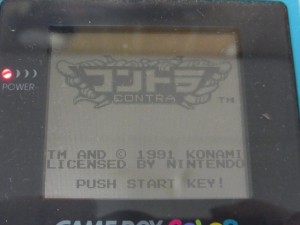 POWER
コントラ
CONTRA
TM
TM AND © 1991 KONAMI
LICENSED BY NINTENDO
PUSH START KEY!
GAME BOY COLOR